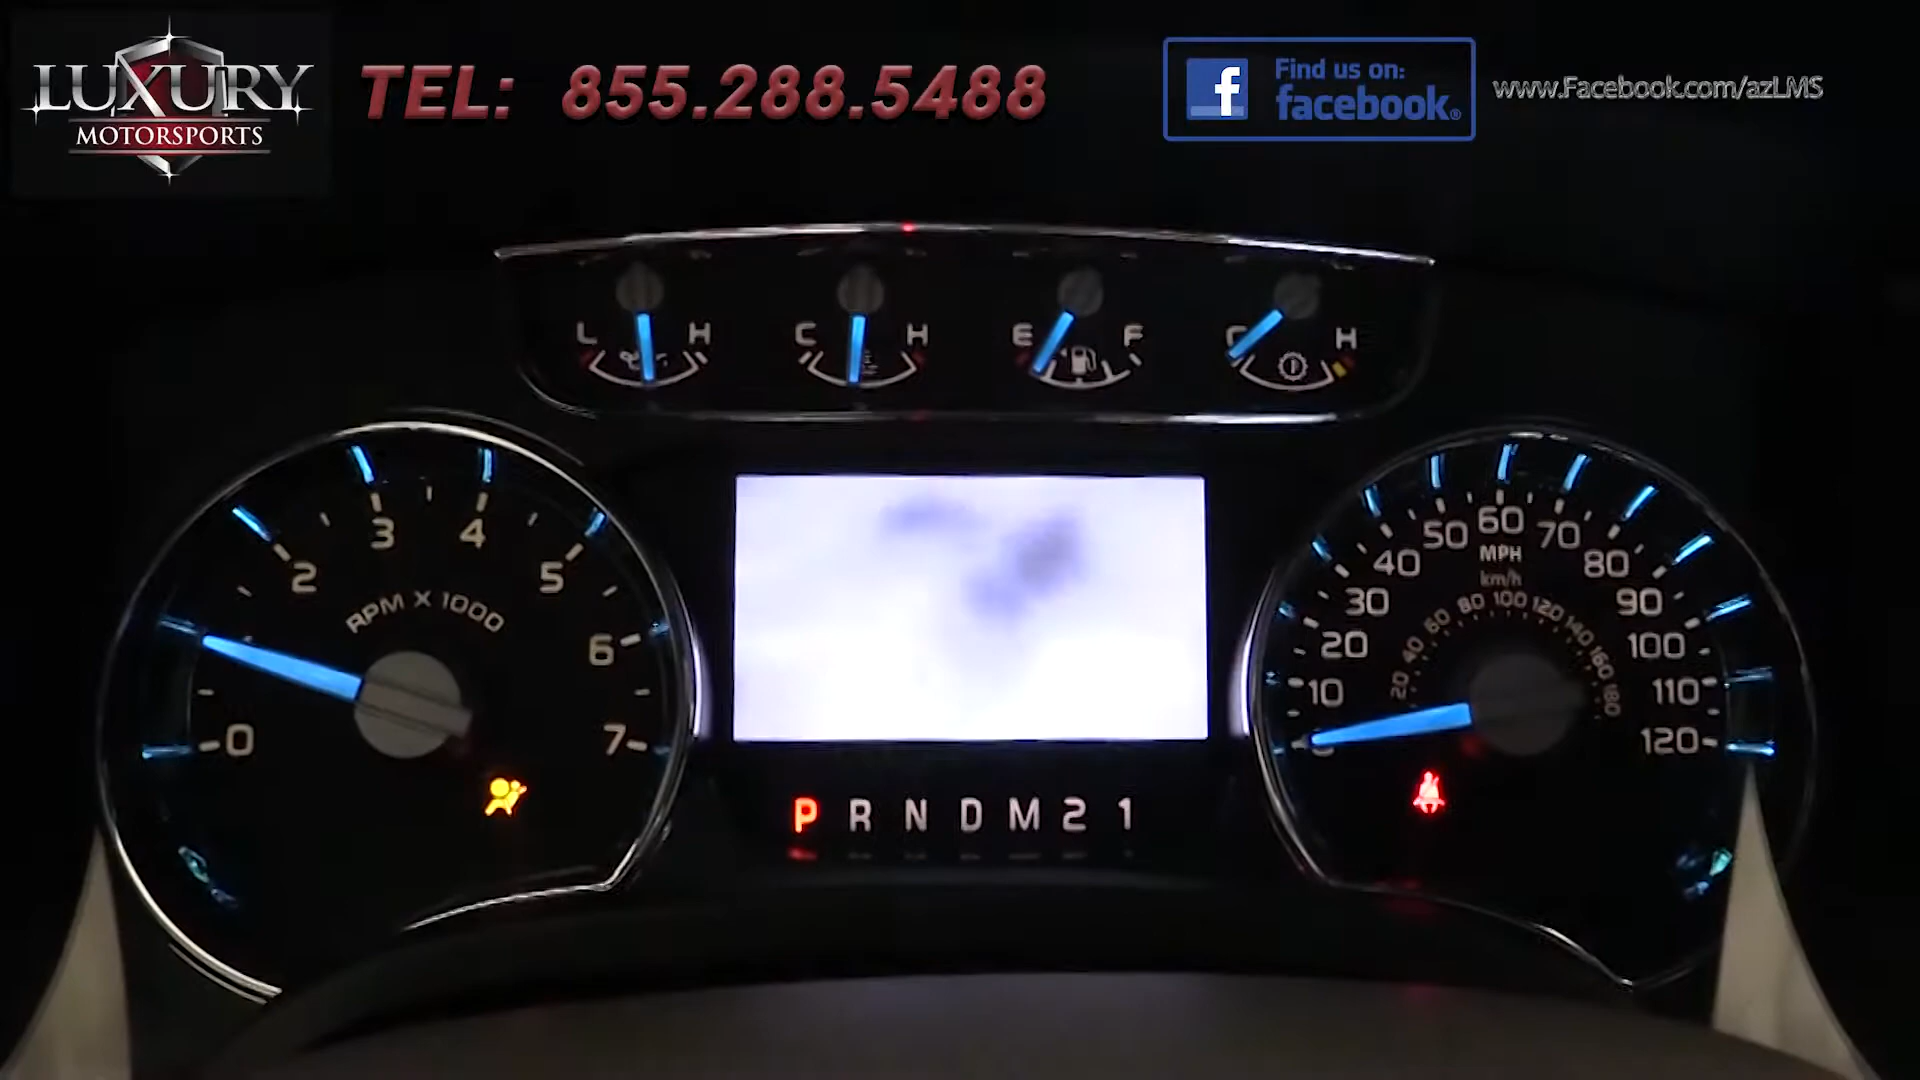 LUXURY
MOTORSPORTS
TEL: 855.288.5488
f
Find us on:
facebook®
www.Facebook.com/azLMS
L H
C H
E F
C H
0
2
3
4
5
6
7
RPM X 1000
10
20
30
40
50
60
70
80
90
100
110
120
MPH
km/h
20
40
60
80
100
120
140
160
180
P R N D M 2 1